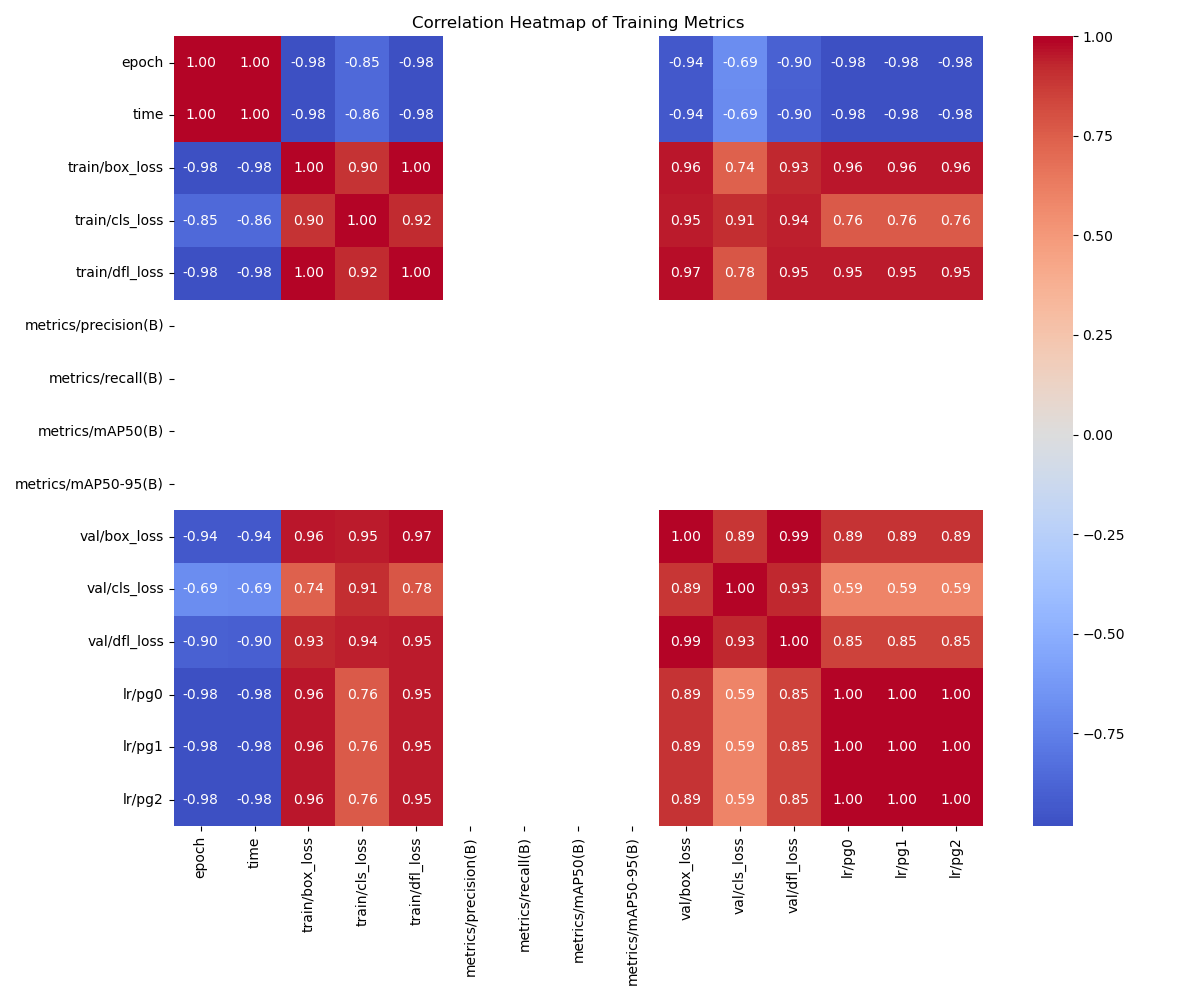 Correlation Heatmap of Training Metrics
epoch 1.00 1.00 -0.98 -0.85 -0.98 -0.94 -0.69 -0.90 -0.98 -0.98 -0.98
time 1.00 1.00 -0.98 -0.86 -0.98 -0.94 -0.69 -0.90 -0.98 -0.98 -0.98
train/box_loss -0.98 -0.98 1.00 0.90 1.00 0.96 0.74 0.93 0.96 0.96 0.96
train/cls_loss -0.85 -0.86 0.90 1.00 0.92 0.95 0.91 0.94 0.76 0.76 0.76
train/dfl_loss -0.98 -0.98 1.00 0.92 1.00 0.97 0.78 0.95 0.95 0.95 0.95
metrics/precision(B)
metrics/recall(B)
metrics/mAP50(B)
metrics/mAP50-95(B)
val/box_loss -0.94 -0.94 0.96 0.95 0.97 1.00 0.89 0.99 0.89 0.89 0.89
val/cls_loss -0.69 -0.69 0.74 0.91 0.78 0.89 1.00 0.93 0.59 0.59 0.59
val/dfl_loss -0.90 -0.90 0.93 0.94 0.95 0.99 0.93 1.00 0.85 0.85 0.85
lr/pg0 -0.98 -0.98 0.96 0.76 0.95 0.89 0.59 0.85 1.00 1.00 1.00
lr/pg1 -0.98 -0.98 0.96 0.76 0.95 0.89 0.59 0.85 1.00 1.00 1.00
lr/pg2 -0.98 -0.98 0.96 0.76 0.95 0.89 0.59 0.85 1.00 1.00 1.00
epoch
time
train/box_loss
train/cls_loss
train/dfl_loss
metrics/precision(B)
metrics/recall(B)
metrics/mAP50(B)
metrics/mAP50-95(B)
val/box_loss
val/cls_loss
val/dfl_loss
lr/pg0
lr/pg1
lr/pg2
1.00
0.75
0.50
0.25
0.00
−0.25
−0.50
−0.75